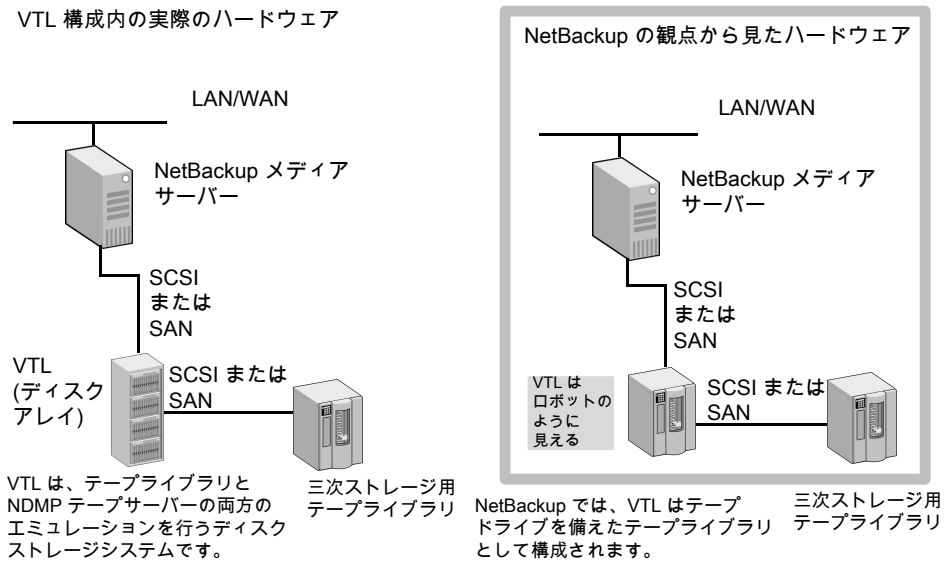 VTL 構成内の実際のハードウェア
LAN/WAN
NetBackup メディア
サーバー
SCSI
または
SAN
VTL
(ディスク
アレイ)
SCSI または
SAN
VTL は、テープライブラリと
NDMP テープサーバーの両方の
エミュレーションを行うディスク
ストレージシステムです。
三次ストレージ用
テープライブラリ
NetBackup の観点から見たハードウェア
LAN/WAN
NetBackup メディア
サーバー
SCSI
または
SAN
VTL は
ロボットの
ように
見える
SCSI または
SAN
NetBackup では、VTL はテープ
ドライブを備えたテープライブラリ
として構成されます。
三次ストレージ用
テープライブラリ